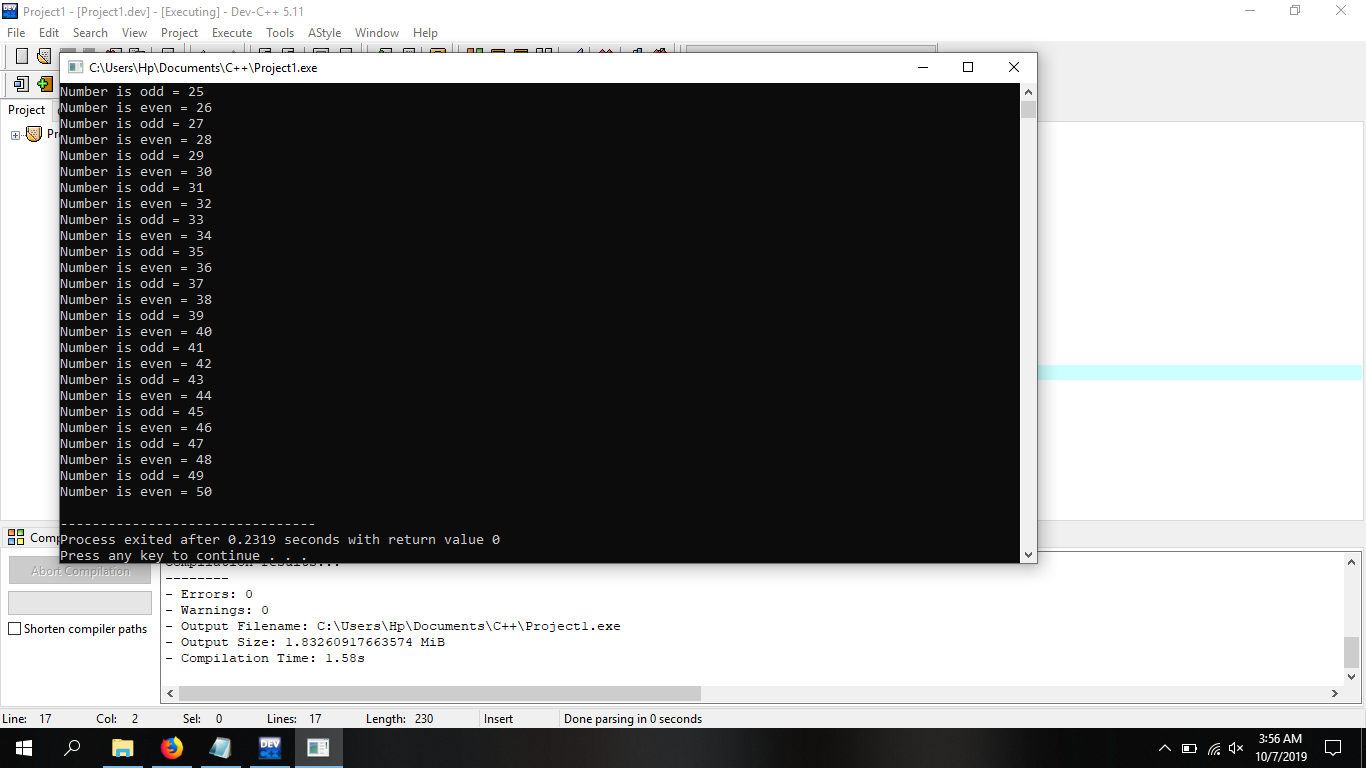 Project1 - [Project1.dev] - [Executing] - Dev-C++ 5.11
File Edit Search View Project Execute Tools AStyle Window Help
C:\Users\Hp\Documents\C++\Project1.exe
Project
Pr
Number is odd = 25
Number is even = 26
Number is odd = 27
Number is even = 28
Number is odd = 29
Number is even = 30
Number is odd = 31
Number is even = 32
Number is odd = 33
Number is even = 34
Number is odd = 35
Number is even = 36
Number is odd = 37
Number is even = 38
Number is odd = 39
Number is even = 40
Number is odd = 41
Number is even = 42
Number is odd = 43
Number is even = 44
Number is odd = 45
Number is even = 46
Number is odd = 47
Number is even = 48
Number is odd = 49
Number is even = 50
--------------------------------
Process exited after 0.2319 seconds with return value 0
Press any key to continue . . .
Comp
Abort Compilation
Shorten compiler paths
Compilation results...
--------
- Errors: 0
- Warnings: 0
- Output Filename: C:\Users\Hp\Documents\C++\Project1.exe
- Output Size: 1.83260917663574 MiB
- Compilation Time: 1.58s
Line: 17 Col: 2 Sel: 0 Lines: 17 Length: 230 Insert Done parsing in 0 seconds
DEV
3:56 AM
10/7/2019